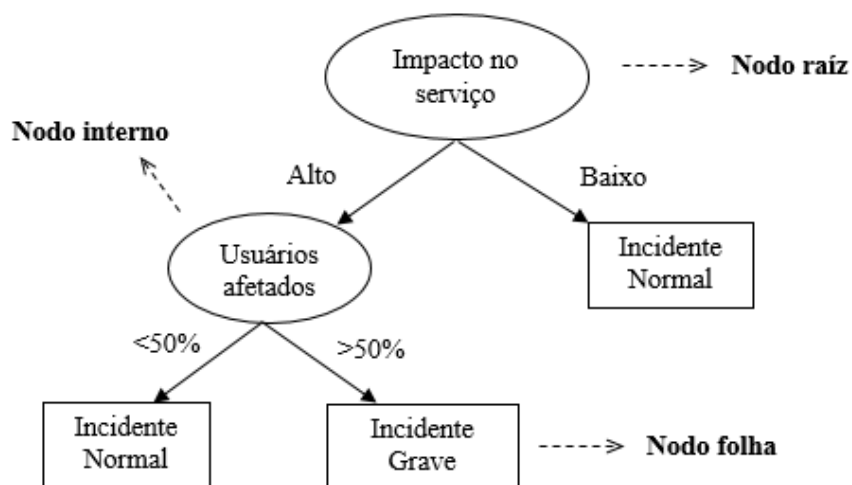 Impacto no
serviço
Nodo raíz
Nodo interno
Alto
Baixo
Usuários
afetados
Incidente
Normal
<50%
>50%
Incidente
Normal
Incidente
Grave
Nodo folha